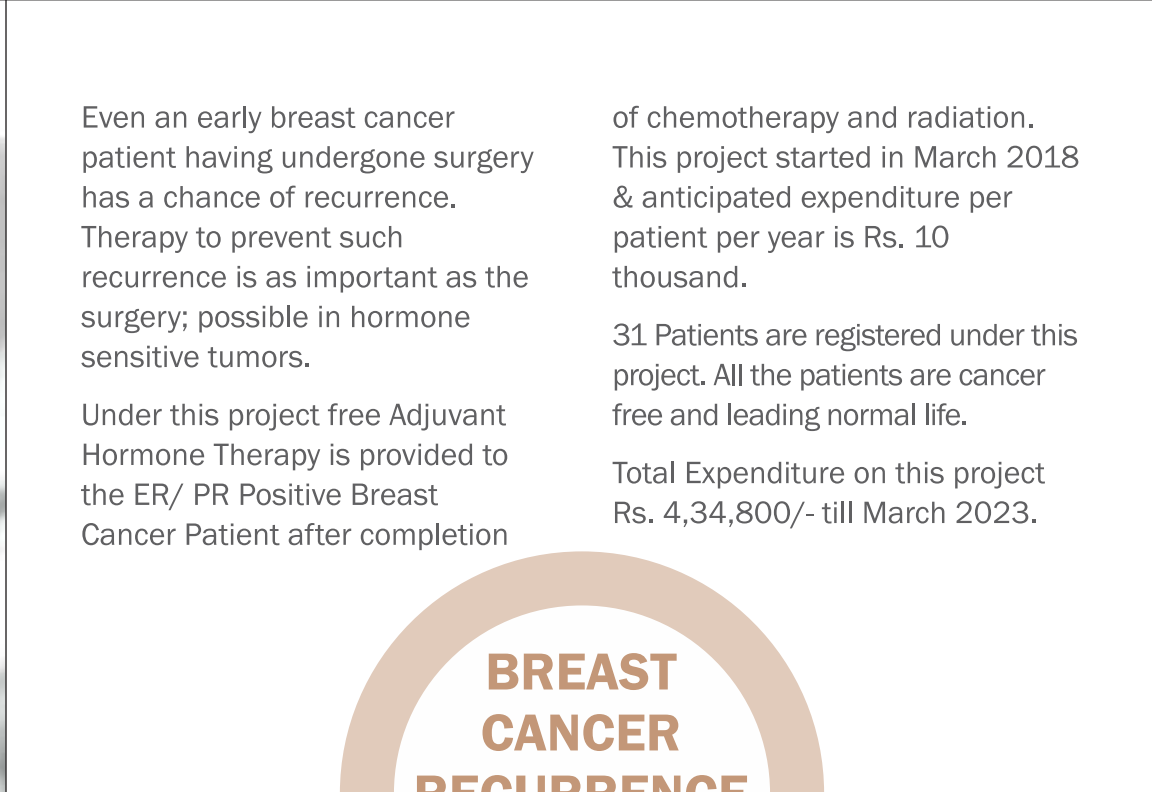 Even an early breast cancer
patient having undergone surgery
has a chance of recurrence.
Therapy to prevent such
recurrence is as important as the
surgery; possible in hormone
sensitive tumors.
Under this project free Adjuvant
Hormone Therapy is provided to
the ER/ PR Positive Breast
Cancer Patient after completion
of chemotherapy and radiation.
This project started in March 2018
& anticipated expenditure per
patient per year is Rs. 10
thousand.
31 Patients are registered under this
project. All the patients are cancer
free and leading normal life.
Total Expenditure on this project
Rs. 4,34,800/- till March 2023.
BREAST
CANCER
RECURRENCE